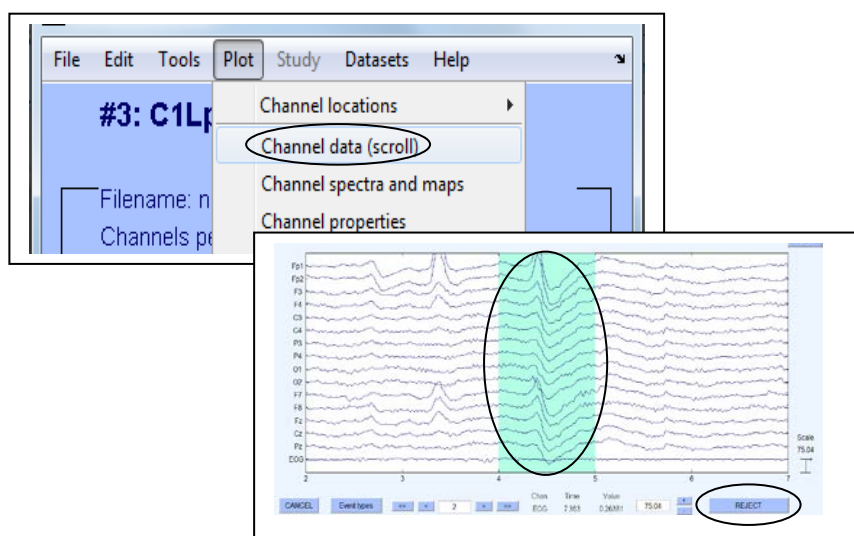 File Edit Tools Plot Study Datasets Help
#3: C1Lp
Channel locations
Channel data (scroll)
Filename: n
Channel spectra and maps
Channels pe
Channel properties
Fp1
Fp2
F3
F4
C3
C4
P3
P4
O1
O2
F7
F8
Fz
Cz
Pz
EOG
2 3 4 5 6 7
Scale
75.04
Chan Time Value
CANCEL Event types << < 2 > >> EOG 7.983 75.04 + - REJECT